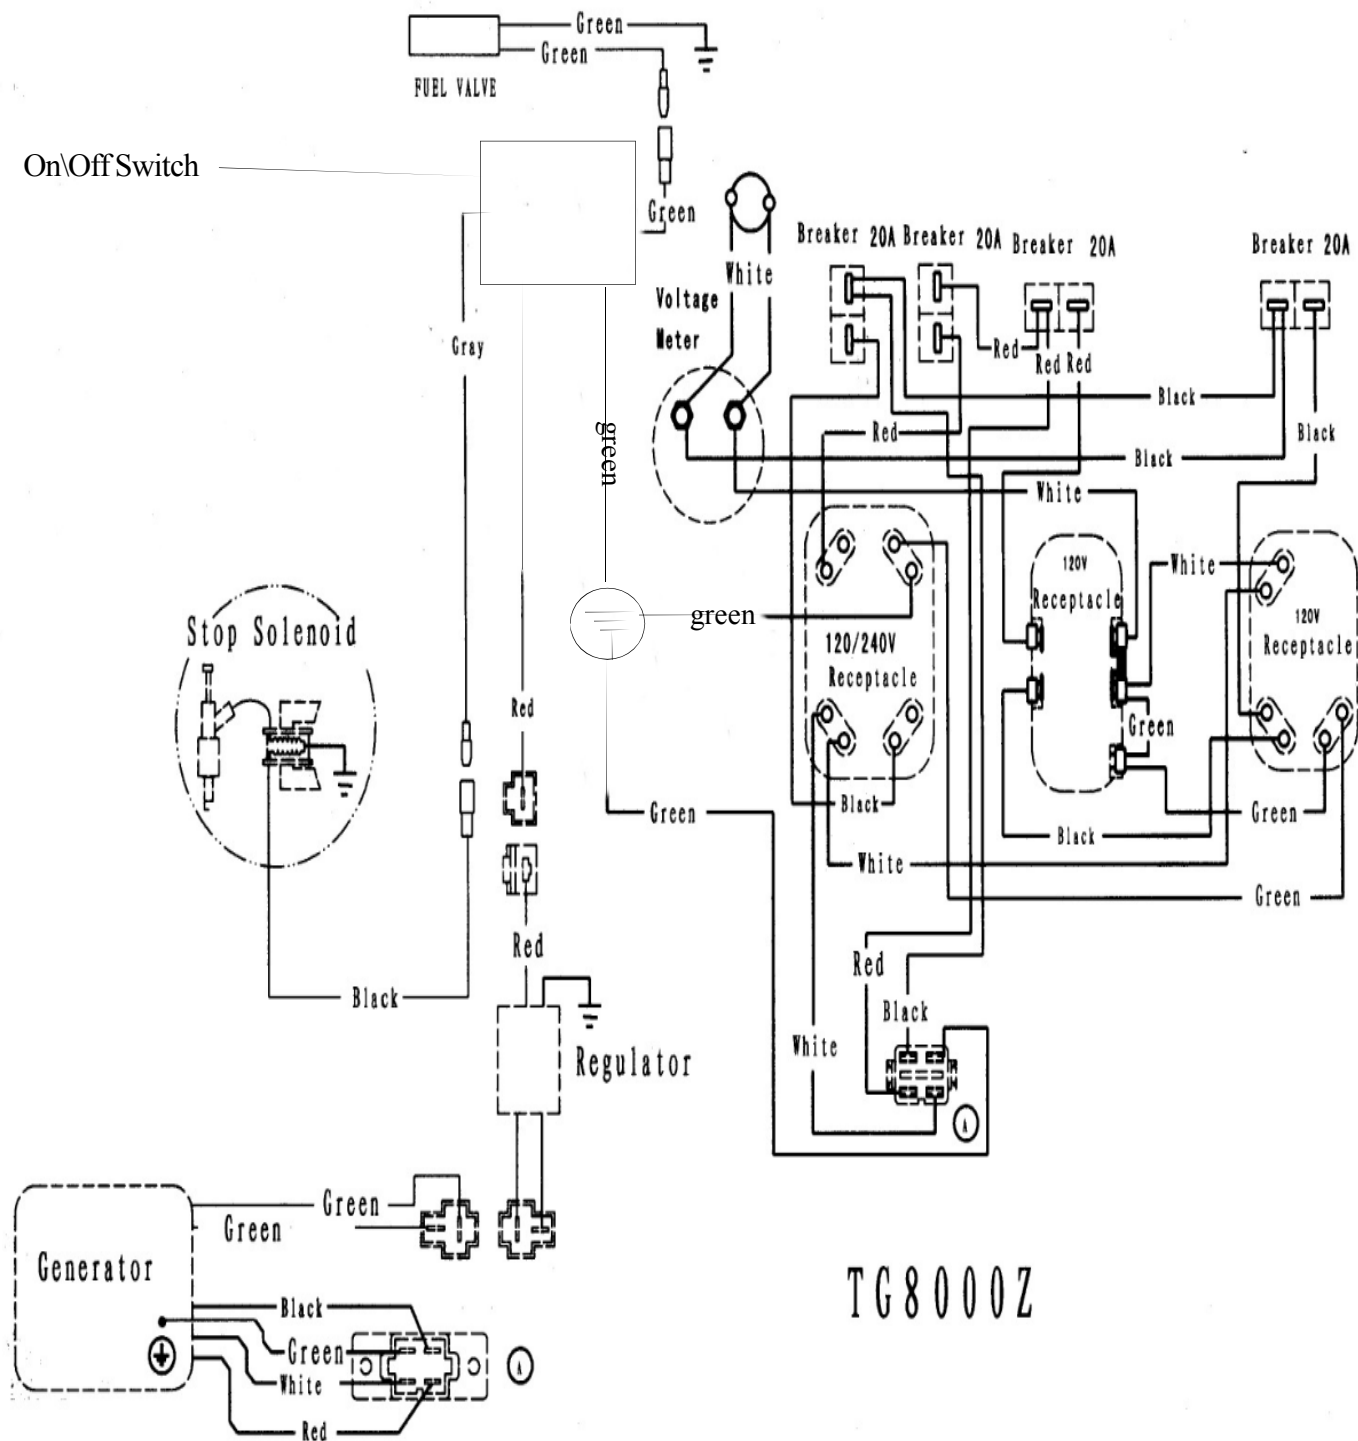 Green
Green
FUEL VALVE
On\Off Switch
Green
Breaker 20A
Breaker 20A
Breaker 20A
Breaker 20A
White
Voltage
Meter
Gray
Red
Red
Red
Black
green
Red
Black
Black
White
White
120V
Receptacle
120V
Receptacle
green
Stop Solenoid
120/240V
Receptacle
Red
Green
Black
Green
Green
Black
White
Green
Red
Red
Black
Black
White
Regulator
A
Green
Green
Generator
TG8000Z
Black
Green
White
A
Red